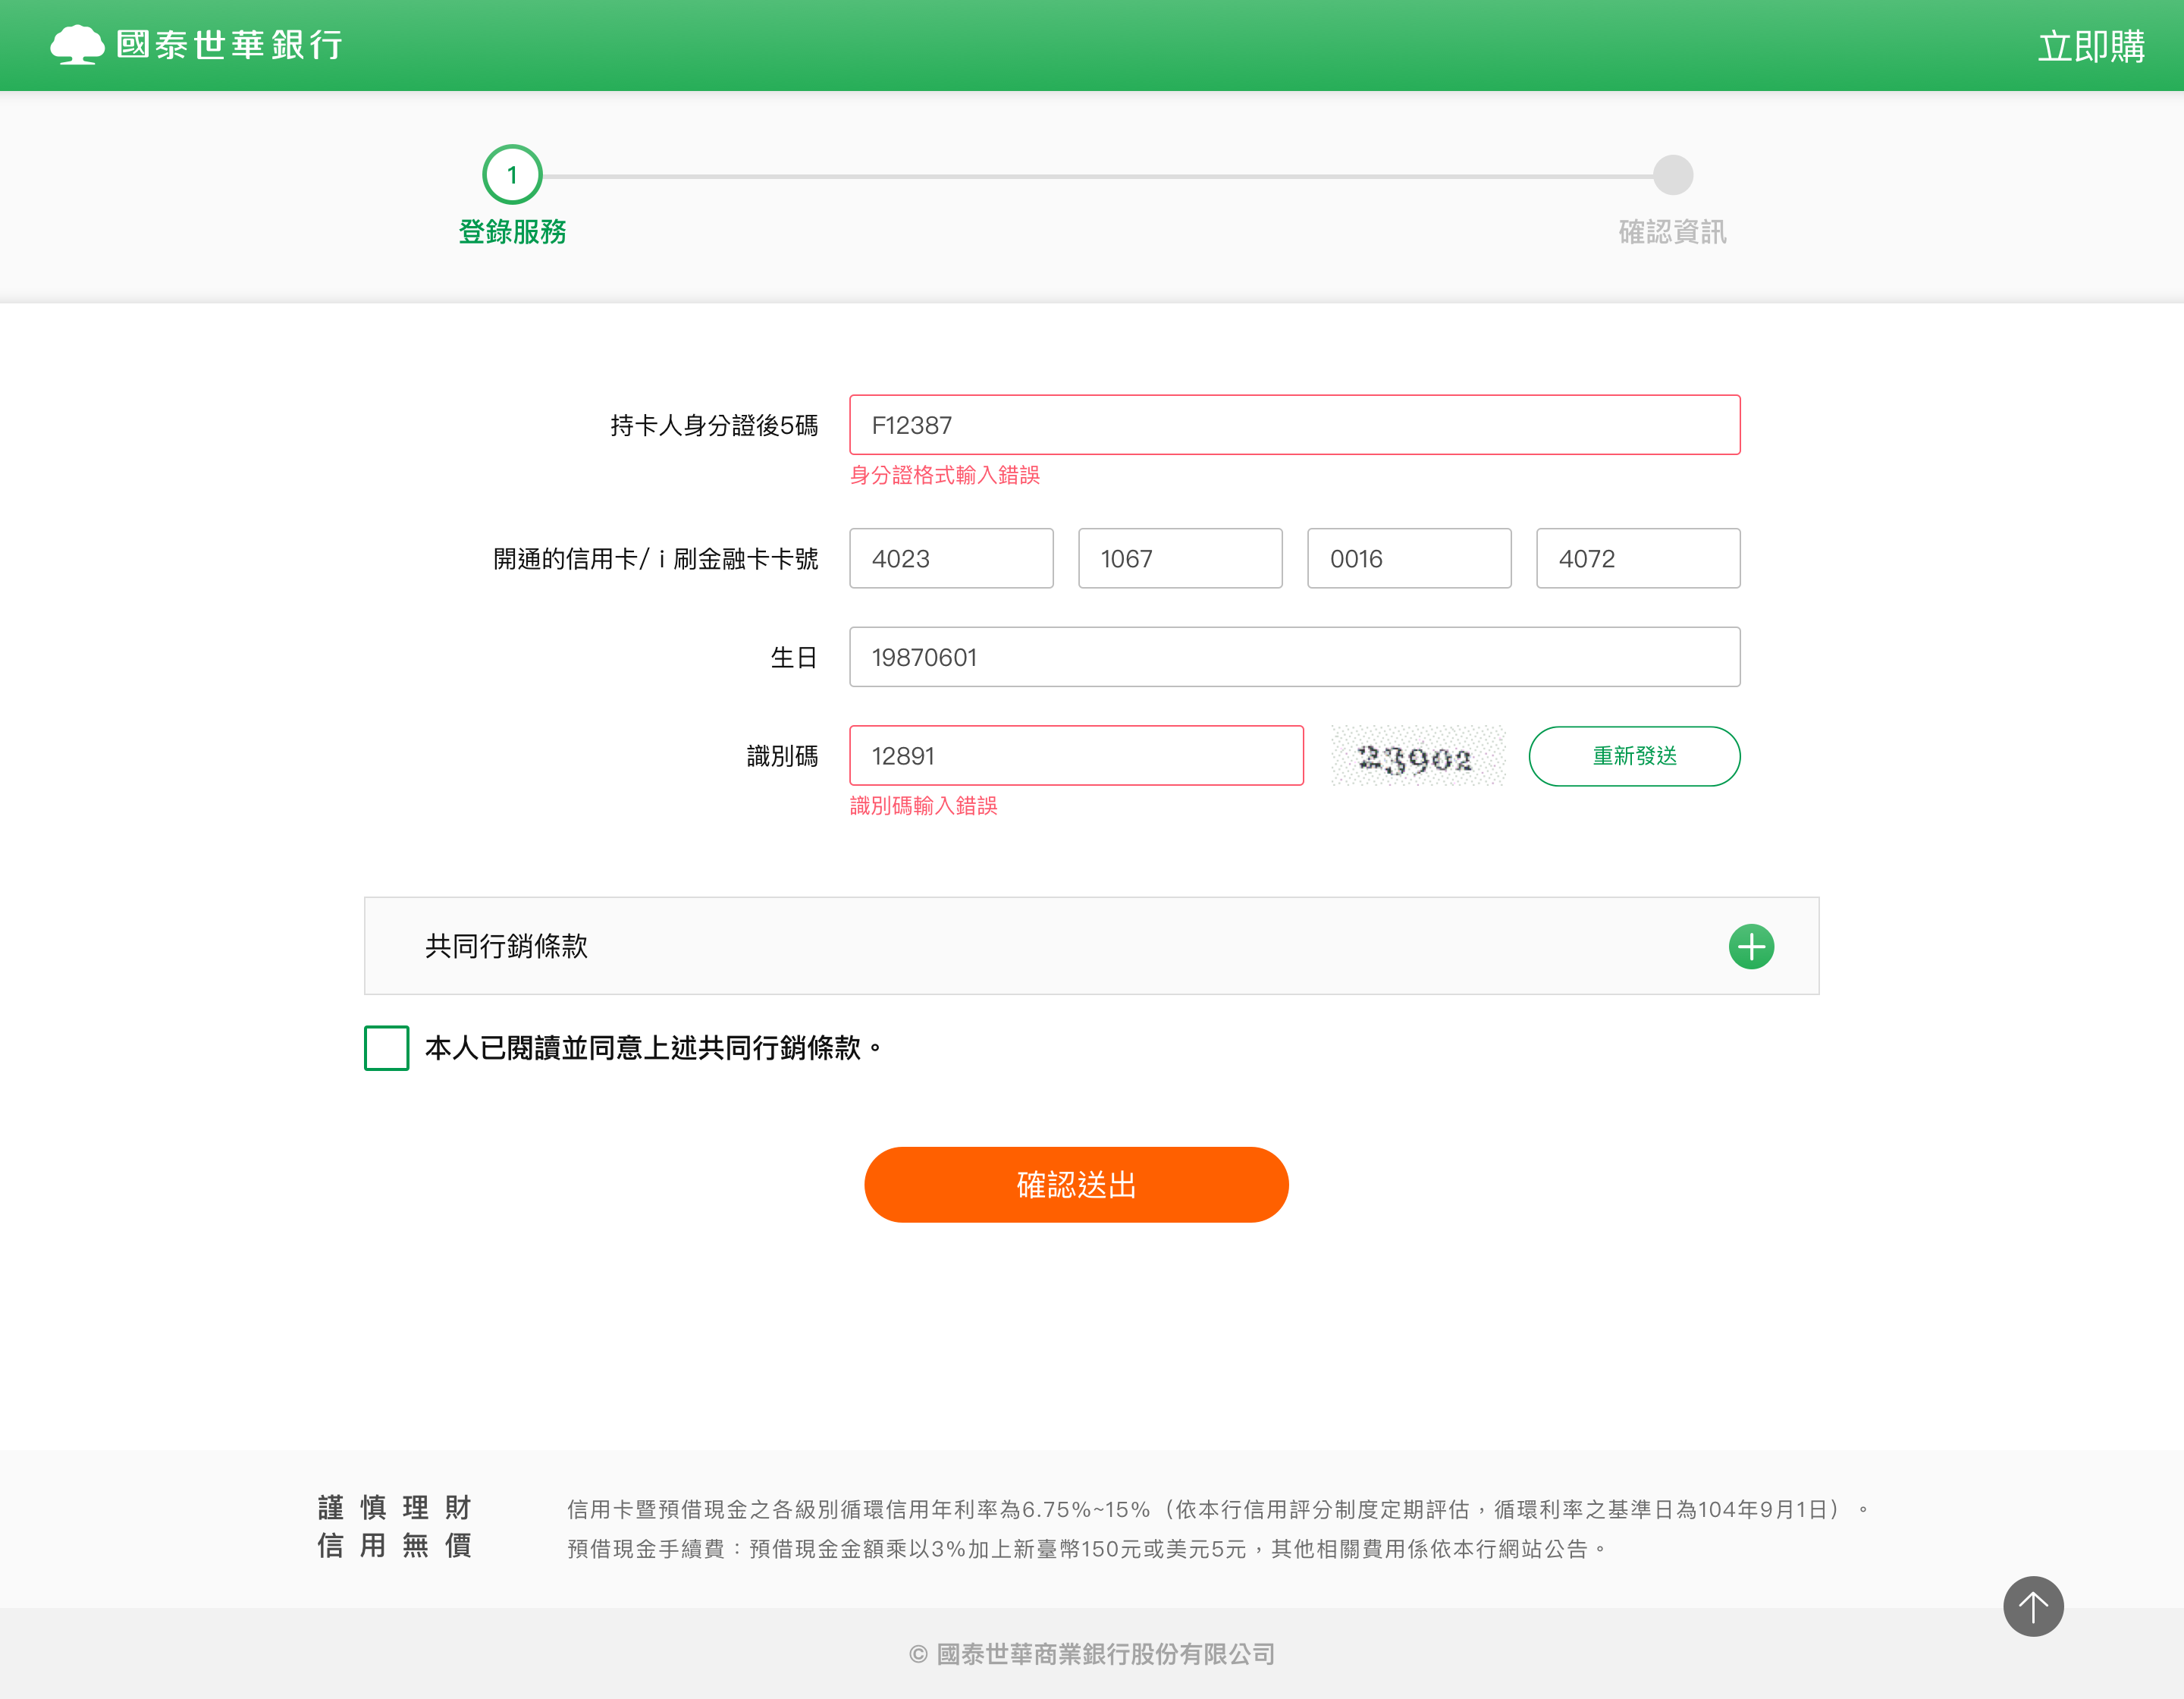 國泰世華銀行
立即購
1
登錄服務
確認資訊
持卡人身分證後5碼
F12387
身分證格式輸入錯誤
開通的信用卡/ i 刷金融卡卡號
4023 1067 0016 4072
生日
19870601
識別碼
12891
23902
重新發送
識別碼輸入錯誤
共同行銷條款
本人已閱讀並同意上述共同行銷條款。
確認送出
謹慎理財
信用無價
信用卡暨預借現金之各級別循環信用年利率為6.75%~15%（依本行信用評分制度定期評估，循環利率之基準日為104年9月1日）。
預借現金手續費：預借現金金額乘以3%加上新臺幣150元或美元5元，其他相關費用係依本行網站公告。
© 國泰世華商業銀行股份有限公司